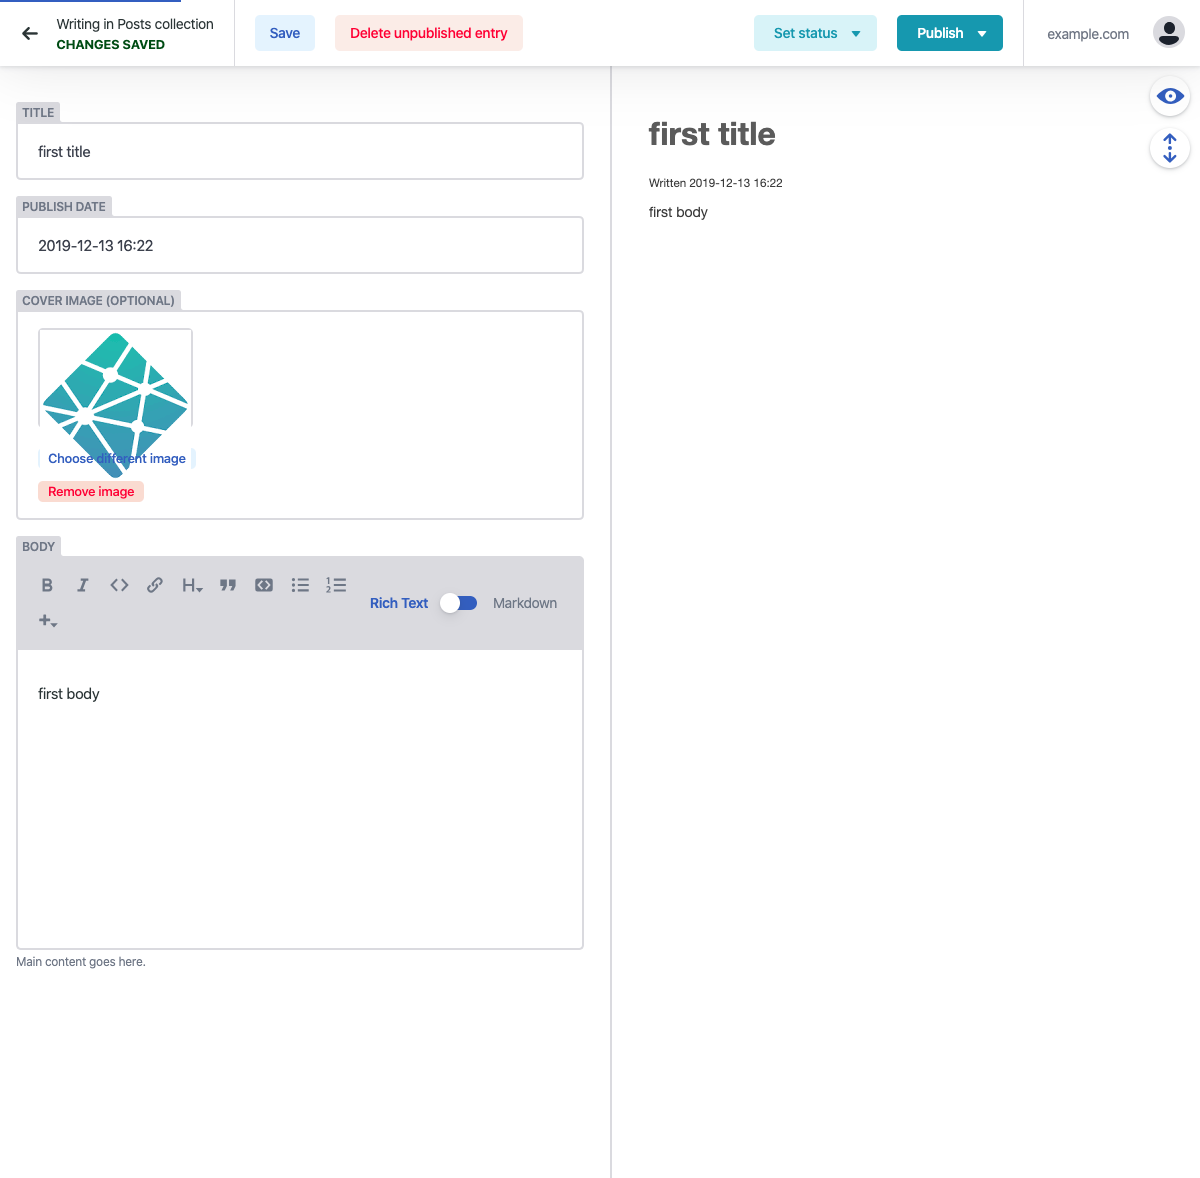 Writing in Posts collection
CHANGES SAVED
Save
Delete unpublished entry
Set status
Publish
example.com
TITLE
first title
PUBLISH DATE
2019-12-13 16:22
COVER IMAGE (OPTIONAL)
Choose different image
Remove image
BODY
B I H
1
2
Rich Text
Markdown
first body
Main content goes here.
first title
Written 2019-12-13 16:22
first body